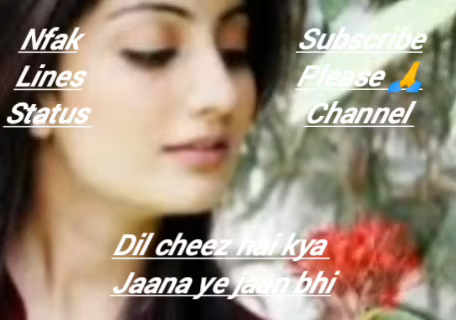 Nfak
Lines
Status
Subscribe
Please 🙏
Channel
Dil cheez hai kya
Jaana ye jaan bhi